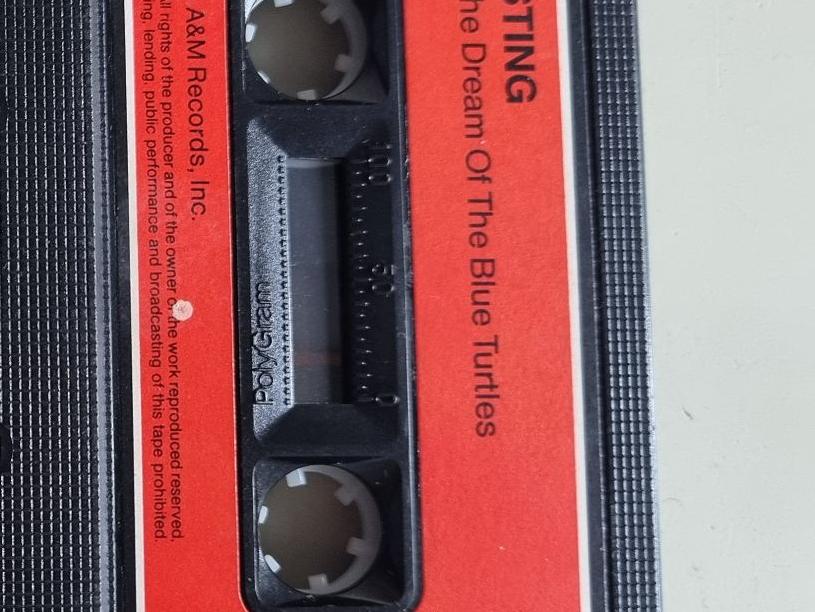 STING
he Dream Of The Blue Turtles
100 50 0
PolyGram
A&M Records, Inc.
ll rights of the producer and of the owner of the work reproduced reserved,
ing, lending, public performance and broadcasting of this tape prohibited.